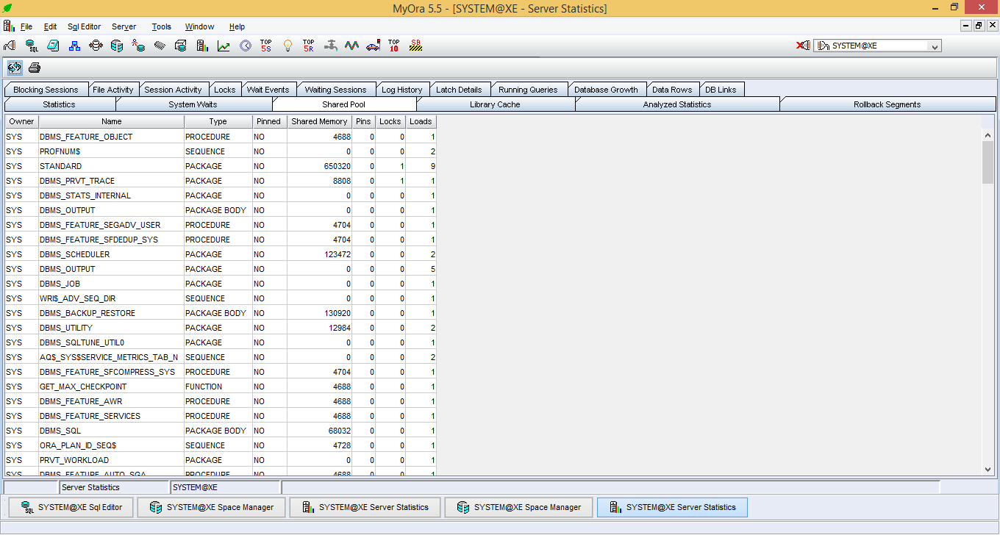 MyOra 5.5 - [SYSTEM@XE - Server Statistics]
File Edit Sql Editor Server Tools Window Help
SQL TOP 5S TOP 5R TOP 10 SB SYSTEM@XE
Blocking Sessions File Activity Session Activity Locks Wait Events Waiting Sessions Log History Latch Details Running Queries Database Growth Data Rows DB Links
Statistics System Waits Shared Pool Library Cache Analyzed Statistics Rollback Segments
Owner Name Type Pinned Shared Memory Pins Locks Loads
SYS DBMS_FEATURE_OBJECT PROCEDURE NO 4688 0 0 1
SYS PROFNUM$ SEQUENCE NO 0 0 0 2
SYS STANDARD PACKAGE NO 650320 0 1 9
SYS DBMS_PRVT_TRACE PACKAGE NO 8808 0 1 1
SYS DBMS_STATS_INTERNAL PACKAGE NO 0 0 0 1
SYS DBMS_OUTPUT PACKAGE BODY NO 0 0 0 1
SYS DBMS_FEATURE_SEGADV_USER PROCEDURE NO 4704 0 0 1
SYS DBMS_FEATURE_SFDEDUP_SYS PROCEDURE NO 4704 0 0 1
SYS DBMS_SCHEDULER PACKAGE NO 123472 0 0 2
SYS DBMS_OUTPUT PACKAGE NO 0 0 0 5
SYS DBMS_JOB PACKAGE NO 0 0 0 1
SYS WRI$_ADV_SEQ_DIR SEQUENCE NO 0 0 0 1
SYS DBMS_BACKUP_RESTORE PACKAGE BODY NO 130920 0 0 1
SYS DBMS_UTILITY PACKAGE NO 12984 0 0 2
SYS DBMS_SQLTUNE_UTIL0 PACKAGE NO 0 0 0 1
SYS AQ$_SYS$SERVICE_METRICS_TAB_N SEQUENCE NO 0 0 0 2
SYS DBMS_FEATURE_SFCOMPRESS_SYS PROCEDURE NO 4704 0 0 1
SYS GET_MAX_CHECKPOINT FUNCTION NO 4688 0 0 1
SYS DBMS_FEATURE_AWR PROCEDURE NO 4688 0 0 1
SYS DBMS_FEATURE_SERVICES PROCEDURE NO 4688 0 0 1
SYS DBMS_SQL PACKAGE BODY NO 68032 0 0 1
SYS ORA_PLAN_ID_SEQ$ SEQUENCE NO 4728 0 0 1
SYS PRVT_WORKLOAD PACKAGE NO 0 0 0 1
SYS DBMS_FEATURE_AUTO_SGA PROCEDURE NO 4688 0 0 1
Server Statistics SYSTEM@XE
SQL SYSTEM@XE Sql Editor SYSTEM@XE Space Manager SYSTEM@XE Server Statistics SYSTEM@XE Space Manager SYSTEM@XE Server Statistics